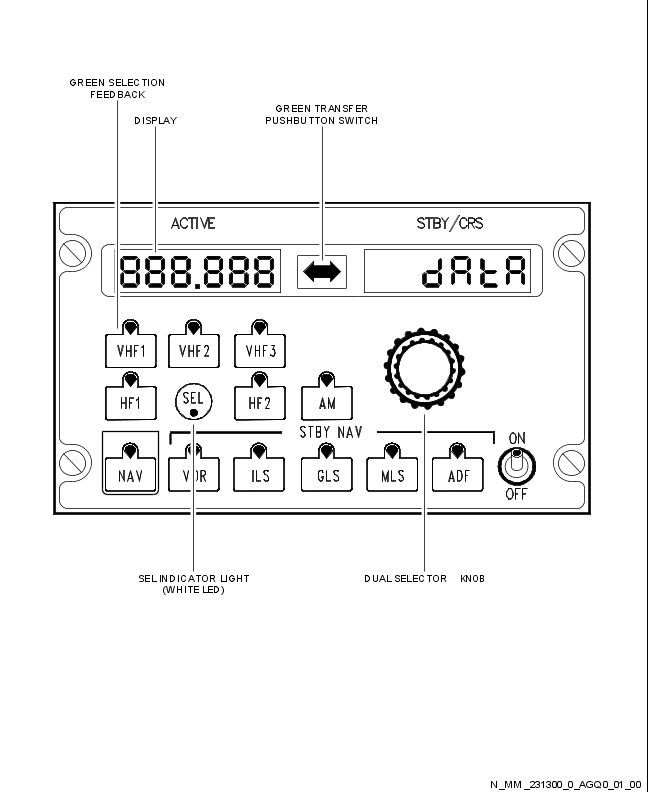 GREEN SELECTION
FEEDBACK
DISPLAY
GREEN TRANSFER
PUSHBUTTON SWITCH
ACTIVE
STBY/CRS
888.888
dAtA
VHF1
VHF2
VHF3
HF1
SEL
HF2
AM
STBY NAV
ON
NAV
VOR
ILS
GLS
MLS
ADF
OFF
SEL INDICATOR LIGHT
(WHITE LED)
DUAL SELECTOR KNOB
N_MM_231300_0_AGQ0_01_00